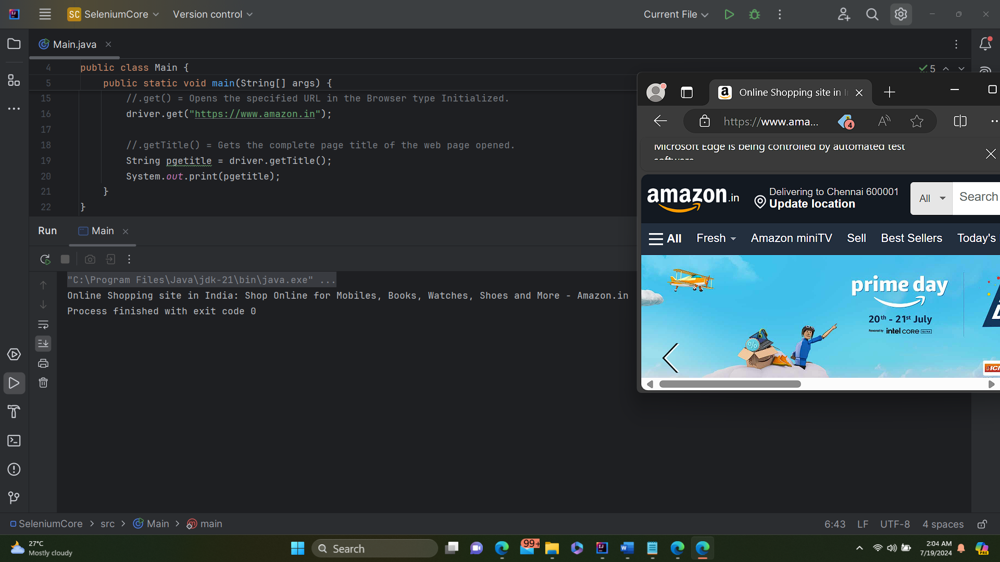 SC SeleniumCore
Version control
Current File
Main.java
4 public class Main {
5 public static void main(String[] args) {
15 //.get() = Opens the specified URL in the Browser type Initialized.
16 driver.get("https://www.amazon.in");
17
18 //.getTitle() = Gets the complete page title of the web page opened.
19 String pgetitle = driver.getTitle();
20 System.out.print(pgetitle);
21 }
22 }
5
Run
Main
"C:\Program Files\Java\jdk-21\bin\java.exe" ...
Online Shopping site in India: Shop Online for Mobiles, Books, Watches, Shoes and More - Amazon.in
Process finished with exit code 0
Online Shopping site in
https://www.ama...
4
Microsoft Edge is being controlled by automated test
software.
amazon.in
Delivering to Chennai 600001
Update location
All
Search
All
Fresh
Amazon miniTV
Sell
Best Sellers
Today's
prime day
20th - 21st July
Powered by intel CORE ULTRA
SeleniumCore > src > Main > main
6:43
LF
UTF-8
4 spaces
27°C
Mostly cloudy
Search
99+
2:04 AM
7/19/2024
PRE